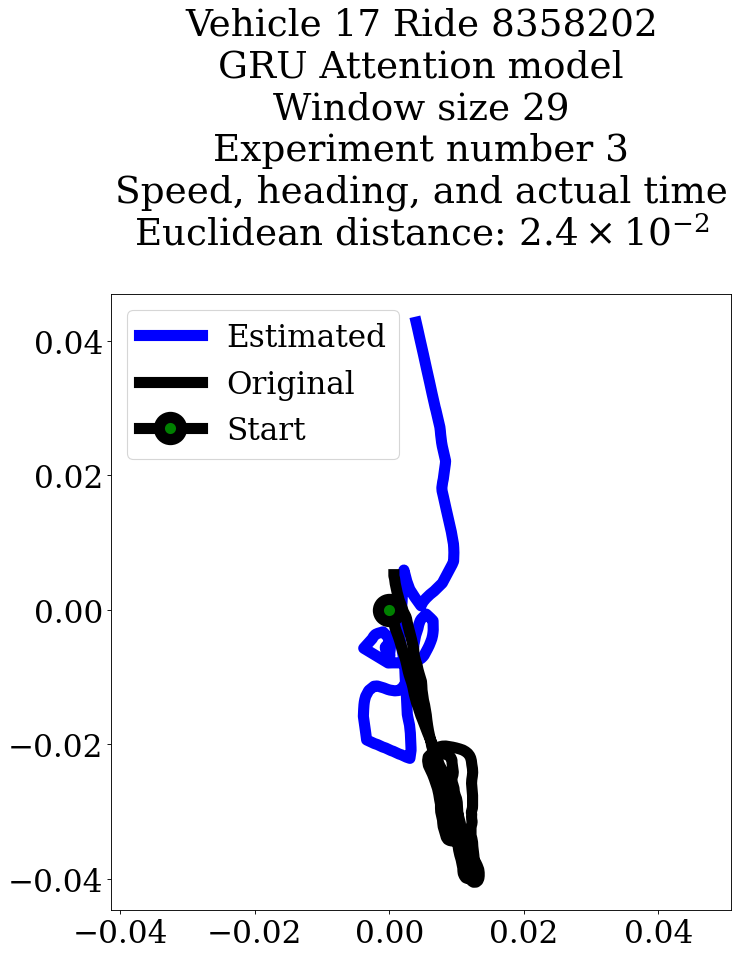 Vehicle 17 Ride 8358202
GRU Attention model
Window size 29
Experiment number 3
Speed, heading, and actual time
Euclidean distance: 2.4 × 10⁻²
Estimated
Original
Start
0.04
0.02
0.00
−0.02
−0.04
−0.04 −0.02 0.00 0.02 0.04